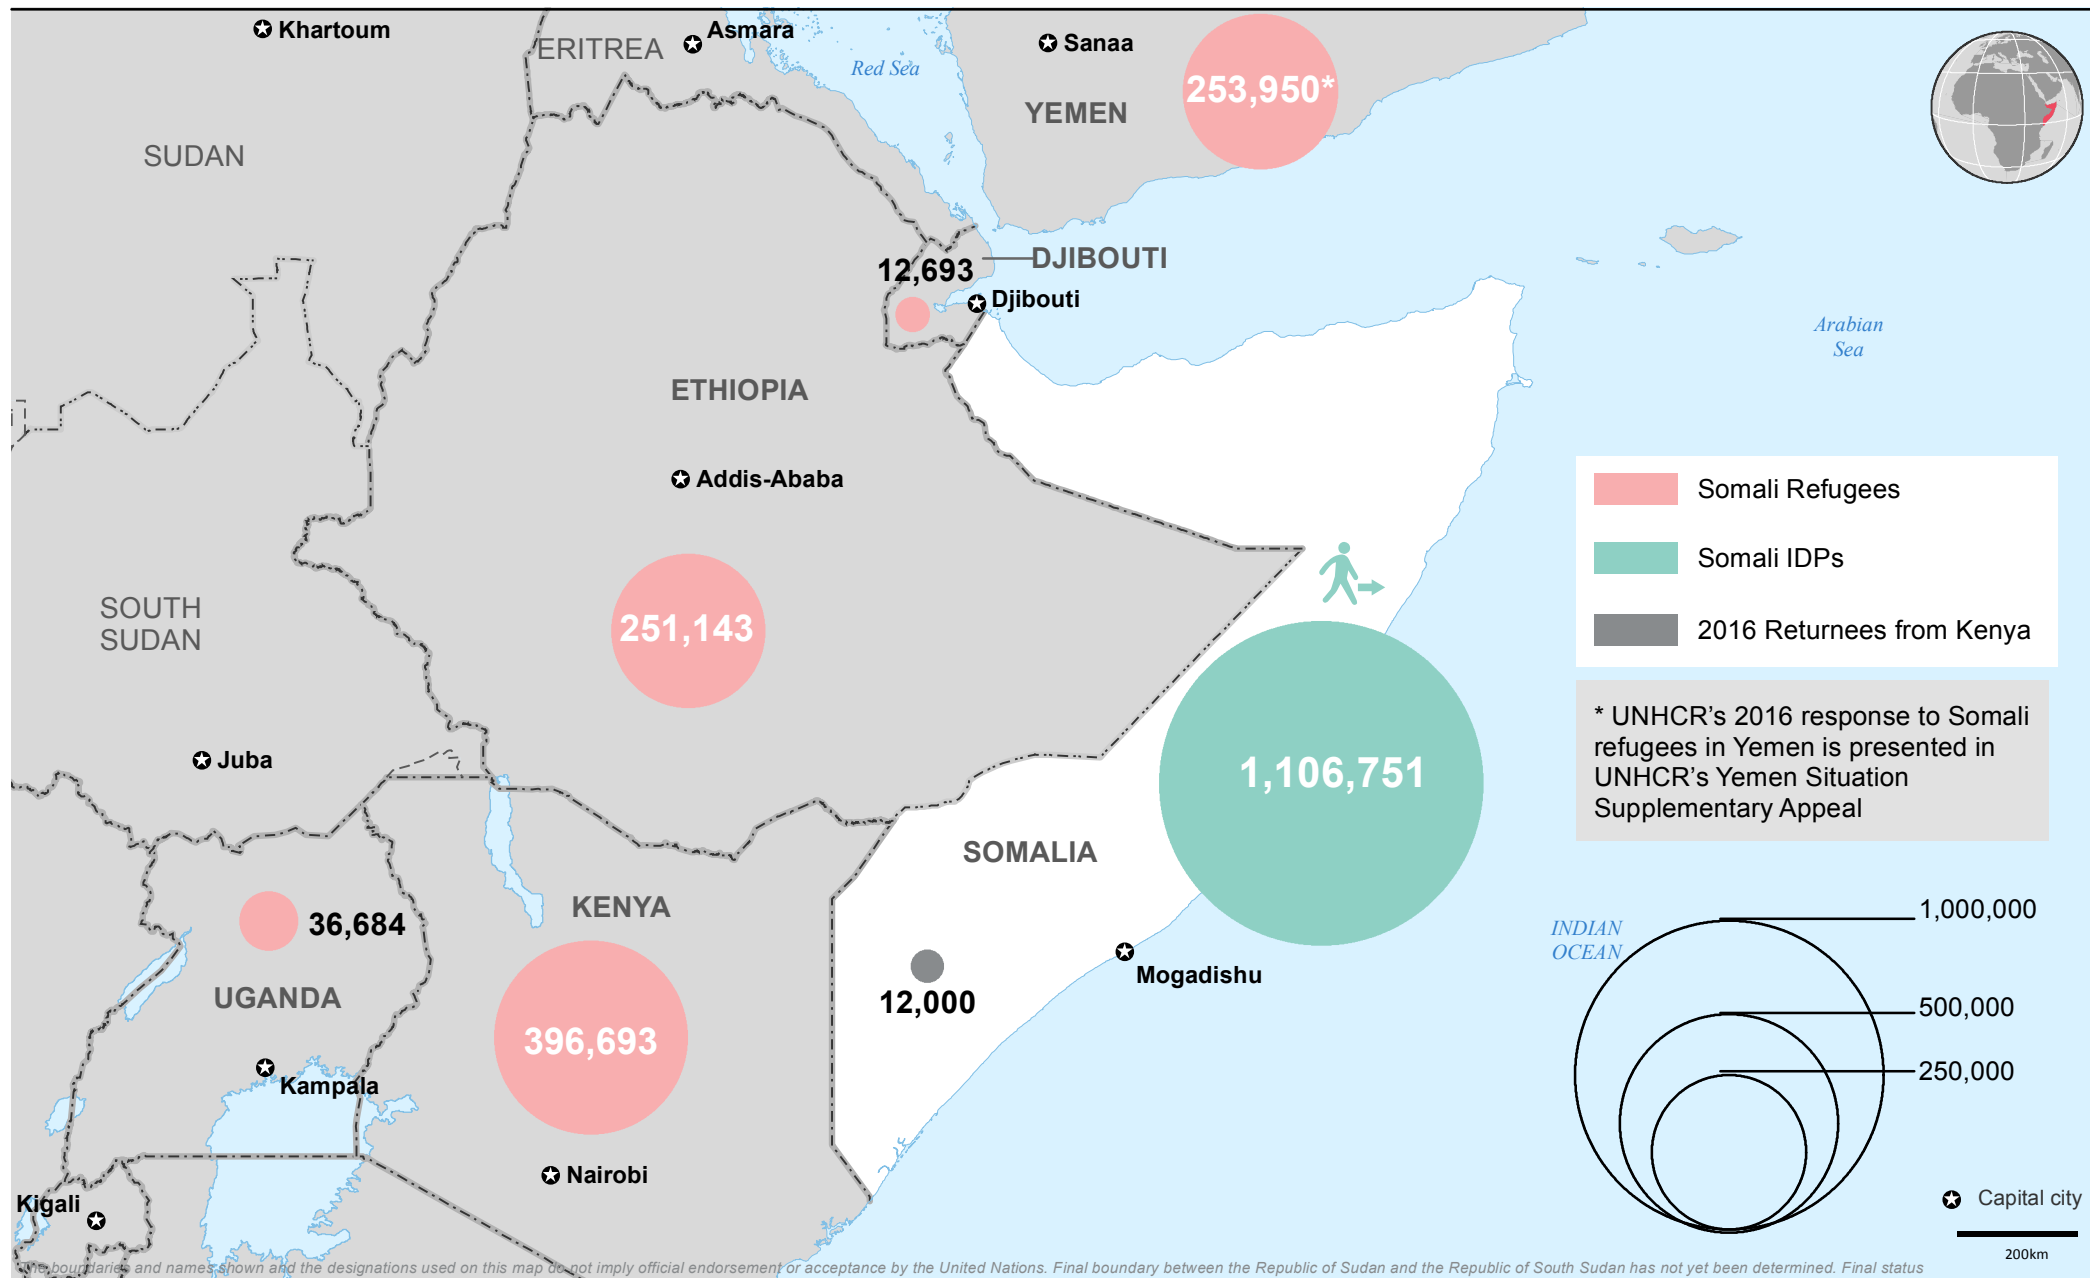 Khartoum
ERITREA
Asmara
Red Sea
Sanaa
YEMEN
253,950*
SUDAN
12,693
DJIBOUTI
Djibouti
Arabian
Sea
ETHIOPIA
Addis-Ababa
251,143
SOUTH
SUDAN
Juba
Somali Refugees
Somali IDPs
2016 Returnees from Kenya
* UNHCR’s 2016 response to Somali
refugees in Yemen is presented in
UNHCR’s Yemen Situation
Supplementary Appeal
1,106,751
SOMALIA
KENYA
36,684
UGANDA
396,693
12,000
Mogadishu
INDIAN
OCEAN
1,000,000
500,000
250,000
Kampala
Nairobi
Kigali
Capital city
200km
The boundaries and names shown and the designations used on this map do not imply official endorsement or acceptance by the United Nations. Final boundary between the Republic of Sudan and the Republic of South Sudan has not yet been determined. Final status